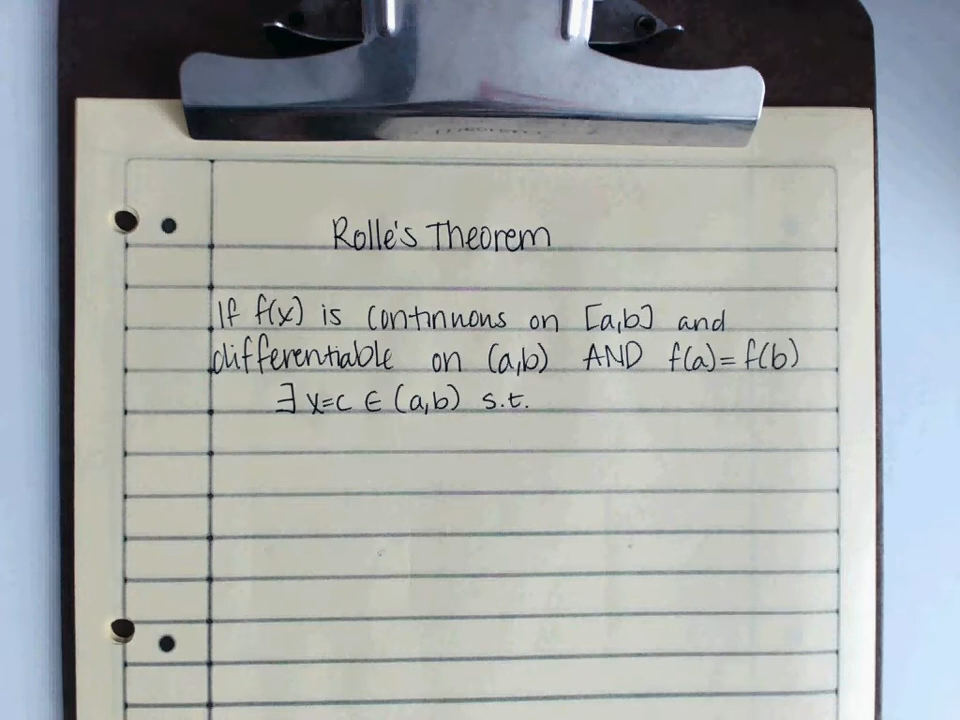 Rolle's Theorem
If f(x) is continuous on [a,b] and
differentiable on (a,b) AND f(a)=f(b)
∃ x=c ∈ (a,b) s.t.